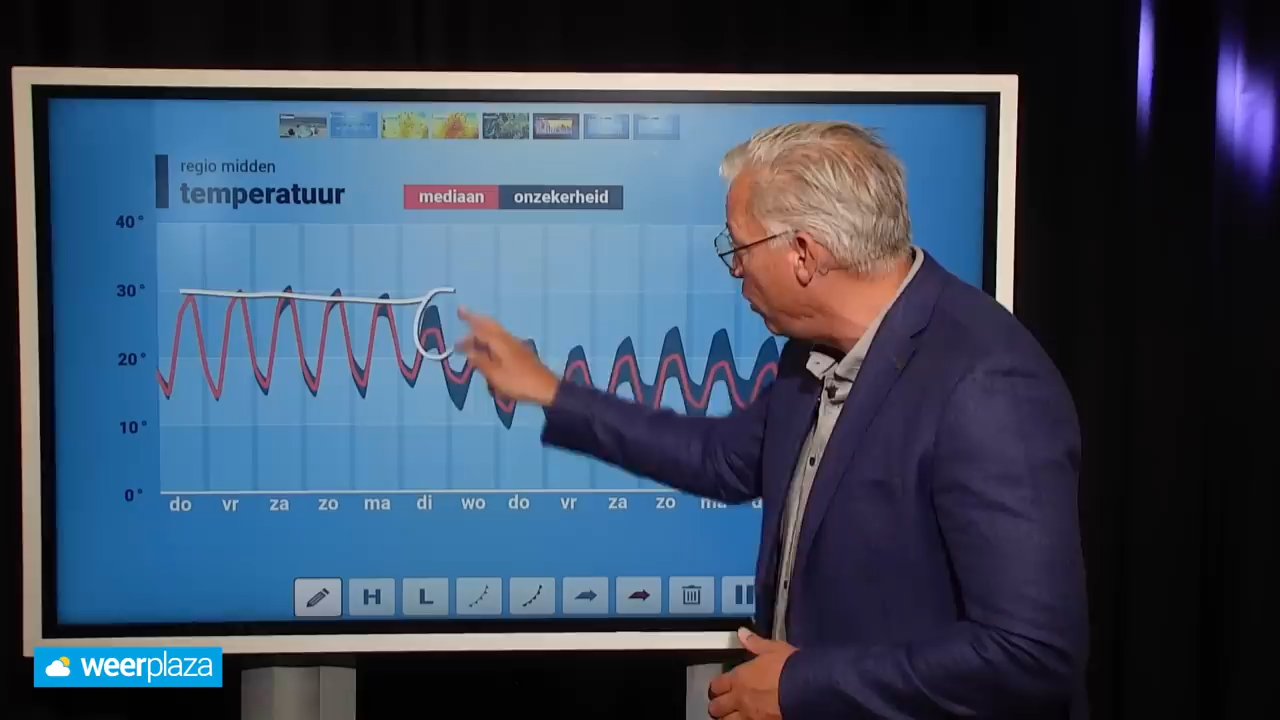 regio midden
temperatuur
mediaan onzekerheid
40°
30°
20°
10°
0°
do vr za zo ma di wo do vr za zo
H L
weerplaza